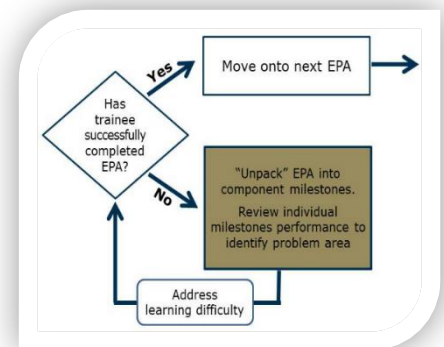 Has
trainee
successfully
completed
EPA?
Yes
Move onto next EPA
No
"Unpack" EPA into
component milestones.
Review individual
milestones performance to
identify problem area
Address
learning difficulty